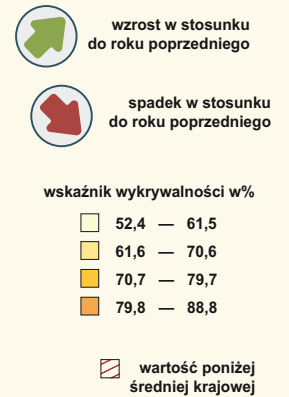 wzrost w stosunku
do roku poprzedniego
spadek w stosunku
do roku poprzedniego
wskaźnik wykrywalności w%
52,4 — 61,5
61,6 — 70,6
70,7 — 79,7
79,8 — 88,8
wartość poniżej
średniej krajowej